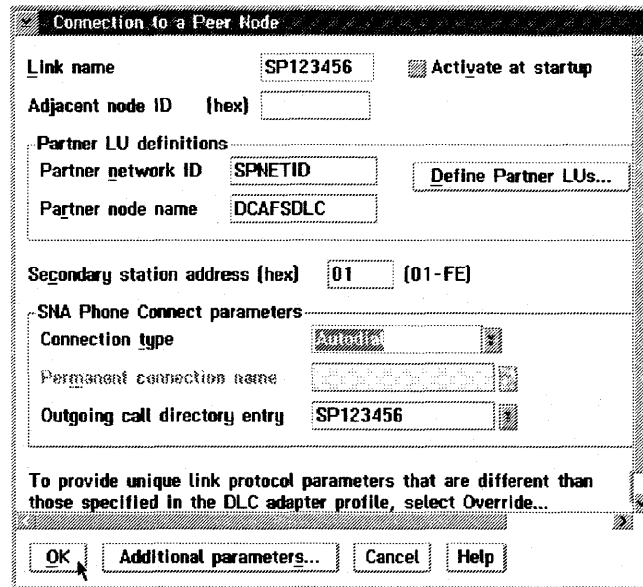 Connection to a Peer Node
Link name SP123456 Activate at startup
Adjacent node ID (hex)
Partner LU definitions
Partner network ID SPNETID Define Partner LUs...
Partner node name DCAFSDLC
Secondary station address (hex) 01 (01-FE)
SNA Phone Connect parameters
Connection type Autodial
Permanent connection name
Outgoing call directory entry SP123456
To provide unique link protocol parameters that are different than
those specified in the DLC adapter profile, select Override...
OK Additional parameters... Cancel Help